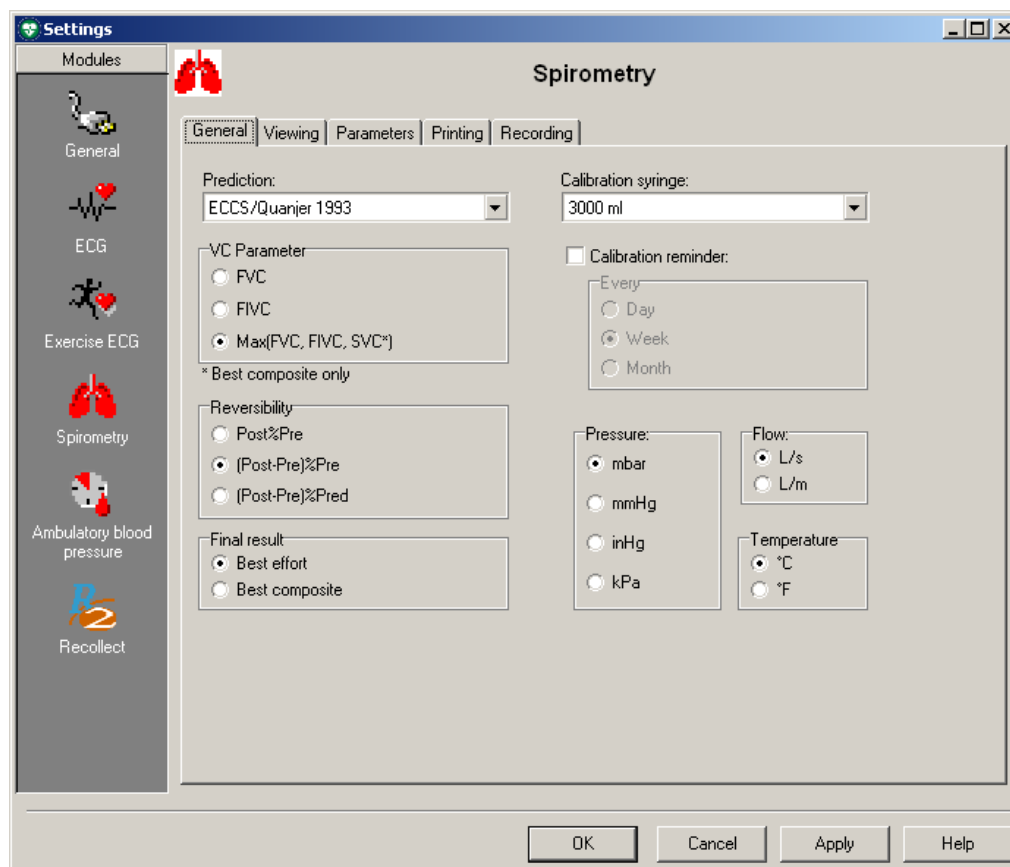 Settings
Modules
General
ECG
Exercise ECG
Spirometry
Ambulatory blood
pressure
Recollect
Spirometry
General Viewing Parameters Printing Recording
Prediction:
ECCS/Quanjer 1993
VC Parameter
FVC
FIVC
Max(FVC, FIVC, SVC*)
* Best composite only
Reversibility
Post%Pre
(Post-Pre)%Pre
(Post-Pre)%Pred
Final result
Best effort
Best composite
Calibration syringe:
3000 ml
Calibration reminder:
Every
Day
Week
Month
Pressure:
mbar
mmHg
inHg
kPa
Flow:
L/s
L/m
Temperature
°C
°F
OK Cancel Apply Help